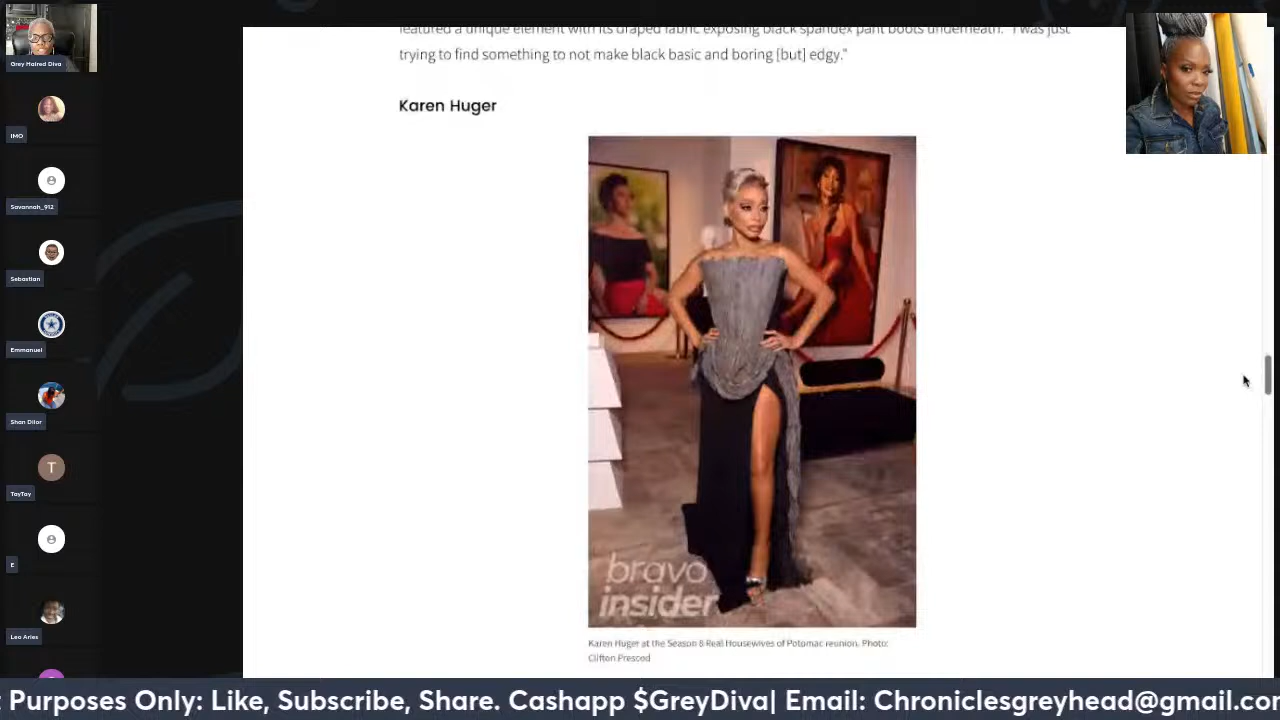 Grey Haired Diva
IMO
Savannah_912
Sebastian
Emmanuel
Shan Ditor
T
TayTay
E
Leo Aries
featured a unique element with its draped fabric exposing black spandex pant boots underneath. "I was just
trying to find something to not make black basic and boring [but] edgy."
Karen Huger
bravo
insider
Karen Huger at the Season 8 Real Housewives of Potomac reunion. Photo:
Clifton Prescod
Purposes Only: Like, Subscribe, Share. Cashapp $GreyDiva| Email: Chroniclesgreyhead@gmail.co